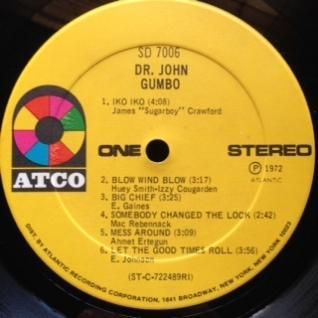 SD 7006
DR. JOHN
GUMBO
1. IKO IKO (4:08)
James "Sugarboy" Crawford
ONE
STEREO
ATCO
Ⓟ 1972
ATLANTIC
2. BLOW WIND BLOW (3:17)
Huey Smith-Izzy Cougarden
3. BIG CHIEF (3:25)
E. Gaines
4. SOMEBODY CHANGED THE LOCK (2:42)
Mac Rebennack
5. MESS AROUND (3:09)
Ahmet Ertegun
6. LET THE GOOD TIMES ROLL (3:56)
E. Johnson
(ST-C-722489RI)
DIST. BY ATLANTIC RECORDING CORPORATION, 1841 BROADWAY, NEW YORK, NEW YORK 10023